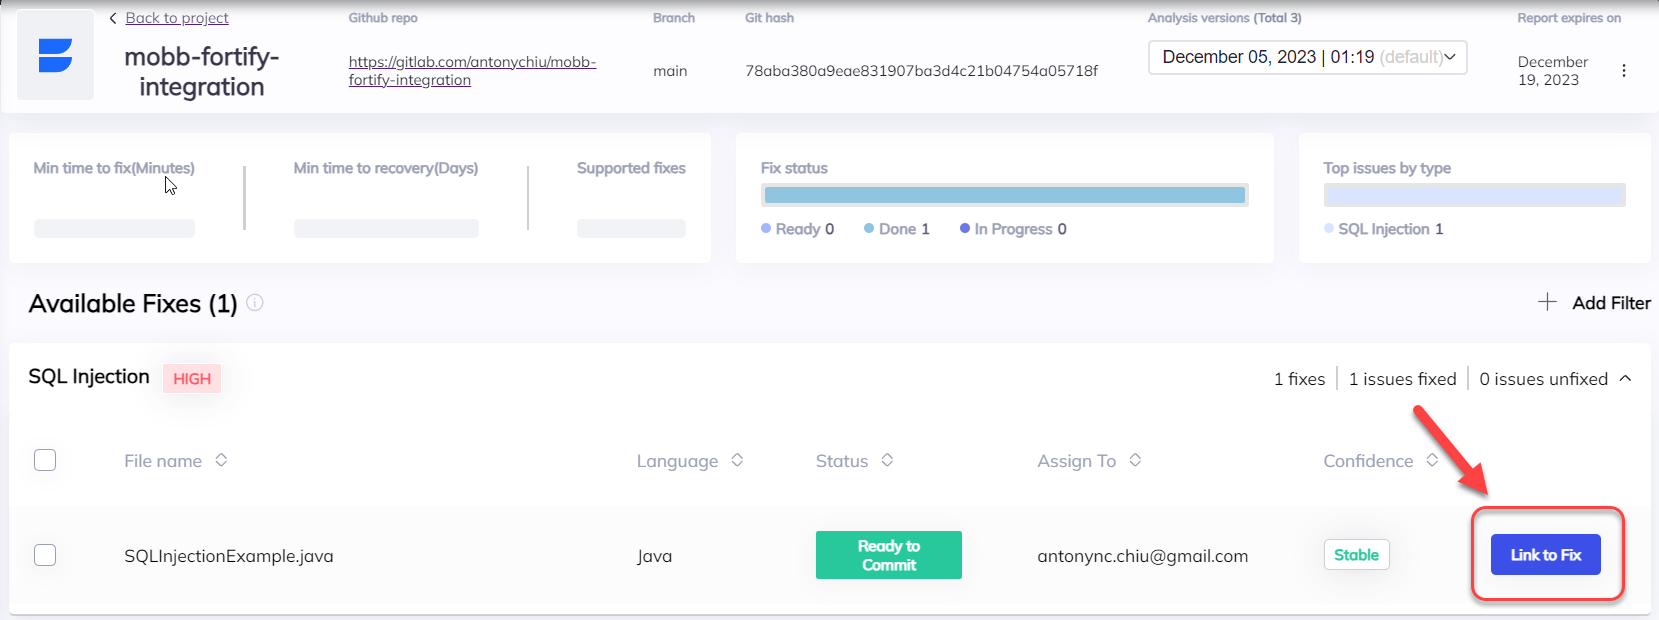 Back to project
mobb-fortify-
integration
Github repo
https://gitlab.com/antonychiu/mobb-
fortify-integration
Branch
main
Git hash
78aba380a9eae831907ba3d4c21b04754a05718f
Analysis versions (Total 3)
December 05, 2023 | 01:19 (default)
Report expires on
December
19, 2023
Min time to fix(Minutes)
Min time to recovery(Days)
Supported fixes
Fix status
Ready 0
Done 1
In Progress 0
Top issues by type
SQL Injection 1
Available Fixes (1)
Add Filter
SQL Injection HIGH
1 fixes
1 issues fixed
0 issues unfixed
File name
Language
Status
Assign To
Confidence
SQLInjectionExample.java
Java
Ready to
Commit
antonync.chiu@gmail.com
Stable
Link to Fix